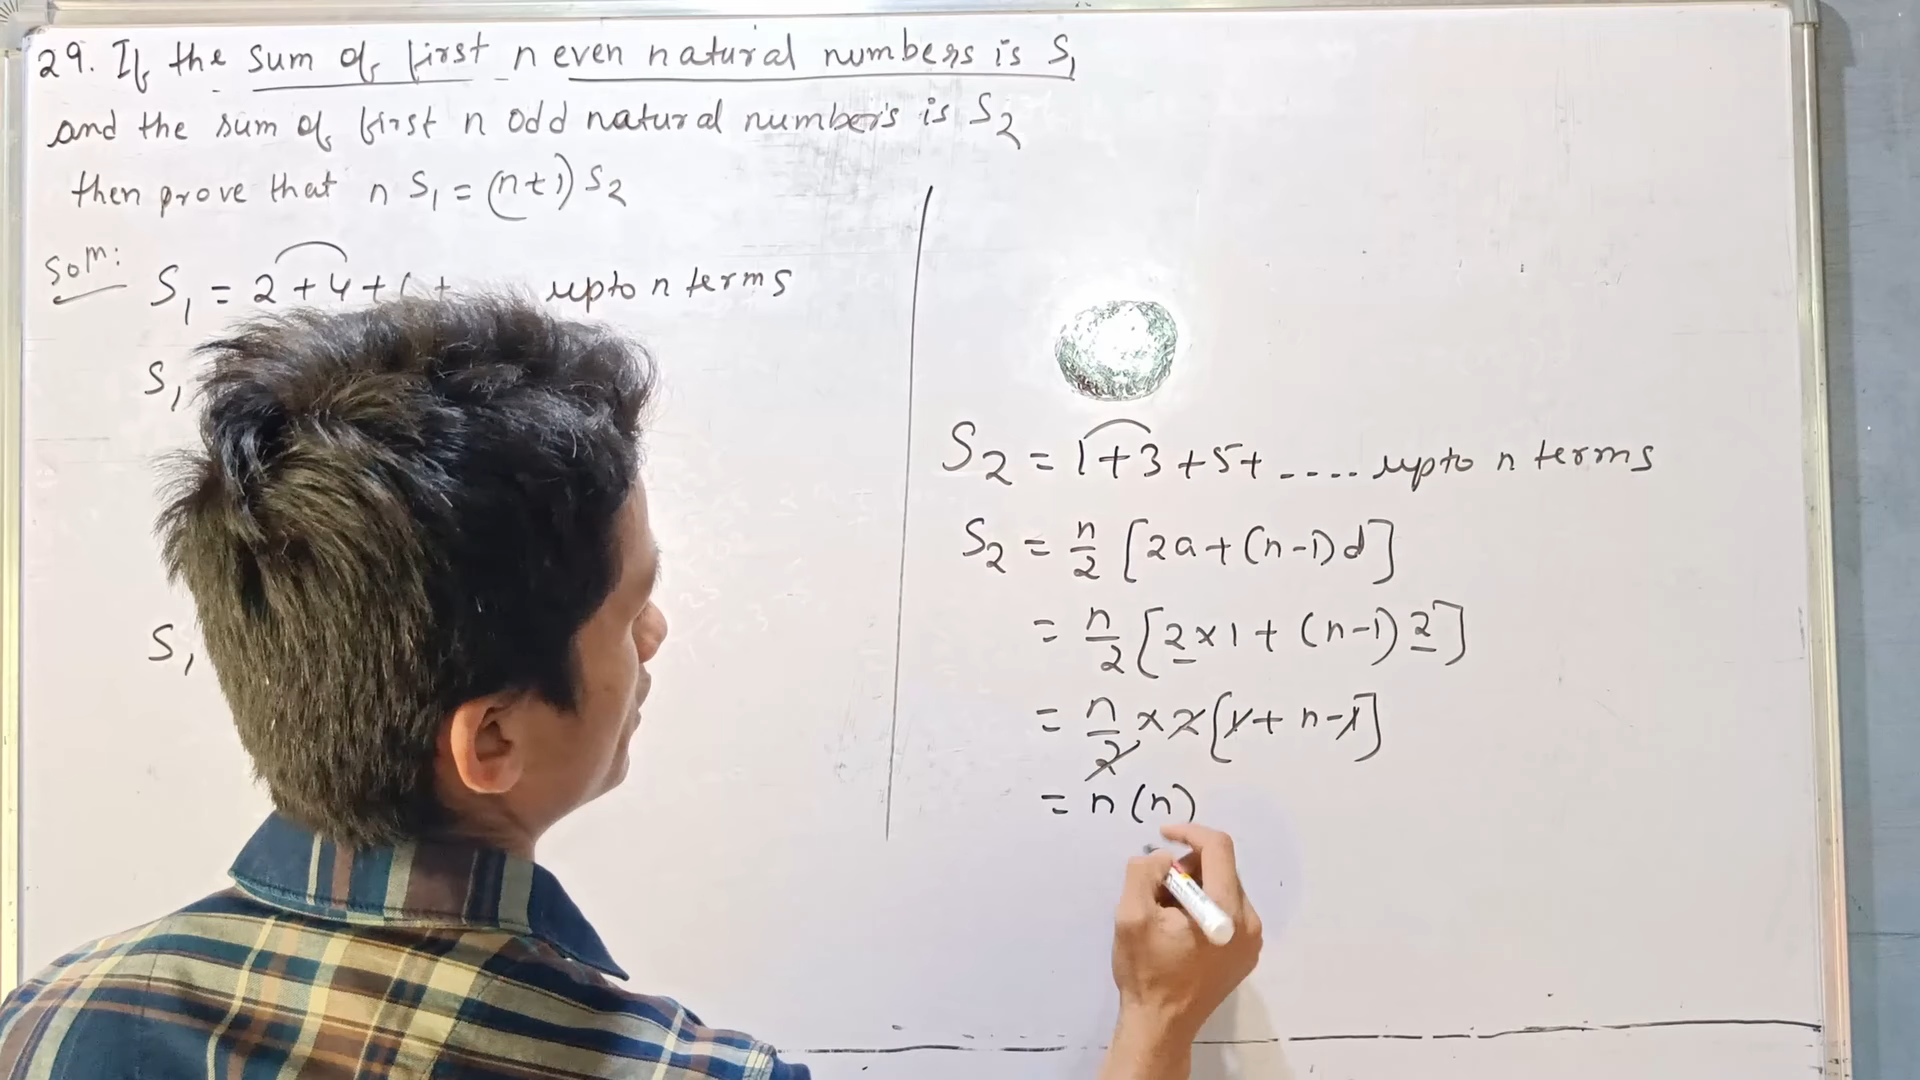 29. If the sum of first n even natural numbers is S₁
and the sum of first n odd natural numbers is S₂
then prove that n S₁ = (n+1) S₂
Soln:
S₁ = 2 + 4 + upto n terms
S₁
S₁
S₂ = 1+3+5+ .... upto n terms
S₂ = n/2 [2a+(n-1)d]
= n/2 [2×1+(n-1)2]
= n/2 × 2[1+n-1]
= n(n)